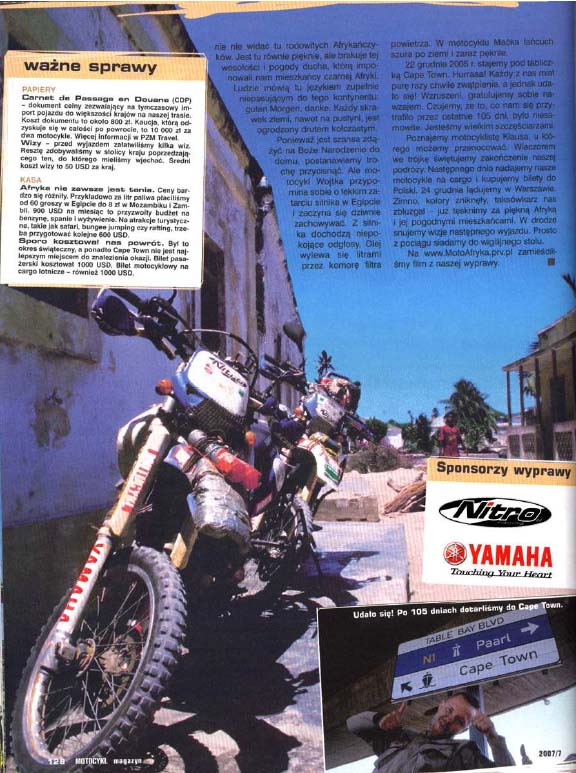 ważne sprawy
PAPIERY
Carnet de Passage en Douane (CDP)
– dokument celny zezwalający na tymczasowy im-
port pojazdu do większości krajów na naszej trasie.
Koszt dokumentu to około 800 zł. Kaucja, którą od-
zyskuje się w całości po powrocie, to 10 000 zł za
dwa motocykle. Więcej informacji w PZM Travel.
Wizy – przed wyjazdem załatwiliśmy kilka wiz.
Resztę zdobywaliśmy w stolicy kraju poprzedzają-
cego ten, do którego mieliśmy wjechać. Średni
koszt wizy to 50 USD za kraj.
KASA
Afryka nie zawsze jest tania. Ceny bar-
dzo się różniły. Przykładowo za litr paliwa płaciliśmy
od 60 groszy w Egipcie do 8 zł w Mozambiku i Zam-
bii. 900 USD na miesiąc to przyzwoity budżet na
benzynę, spanie i wyżywienie. Na atrakcje turystycz-
ne, takie jak safari, bungee jumping czy rafting, trze-
ba przygotować kolejne 600 USD.
Sporo kosztował nas powrót. Był to
okres świąteczny, a ponadto Cape Town nie jest naj-
lepszym miejscem do znalezienia okazji. Bilet pasa-
żerski kosztował 1000 USD. Bilet motocyklowy na
cargo lotnicze – również 1000 USD.
nie nie widać tu rodowitych Afrykańczy-
ków. Jest tu równie pięknie, ale brakuje tej
wesołości i pogody ducha, którą impo-
nowali nam mieszkańcy czarnej Afryki.
Ludzie mówią tu językiem zupełnie
niepasującym do tego kontynentu:
guten Morgen, danke. Każdy skra-
wek ziemi, nawet na pustyni, jest
ogrodzony drutem kolczastym.
Ponieważ jest szansa zdą-
żyć na Boże Narodzenie do
domu, postanawiamy tro-
chę przycisnąć. Ale mo-
tocykl Wojtka przypo-
mina sobie o lekkim za-
tarciu silnika w Egipcie
i zaczyna się dziwnie
zachowywać. Z silni-
ka dochodzą niepo-
kojące odgłosy. Olej
wylewa się litrami
przez komorę filtra
powietrza. W motocyklu Maćka łańcuch
szura po ziemi i zaraz pęknie.
22 grudnia 2006 r. stajemy pod tablicz-
ką Cape Town. Hurraaa! Każdy z nas miał
parę razy chwile zwątpienia, a jednak uda-
ło się! Wzruszeni, gratulujemy sobie na-
wzajem. Czujemy, że to, co nam się przy-
trafiło przez ostatnie 105 dni, było niesa-
mowite. Jesteśmy wielkimi szczęściarzami.
Poznajemy motocyklistę Klausa, u któ-
rego możemy przenocować. Wieczorem
we trójkę świętujemy zakończenie naszej
podróży. Następnego dnia nadajemy nasze
motocykle na cargo i kupujemy bilety do
Polski. 24 grudnia lądujemy w Warszawie.
Zimno, kolory zniknęły, taksówkarz nas
zbluzgał – już tęsknimy za piękną Afryką
i jej pogodnymi mieszkańcami. W drodze
snujemy wizje następnego wyjazdu. Prosto
z pociągu siadamy do wigilijnego stołu.
Na www.MotoAfryka.prv.pl zamieści-
liśmy film z naszej wyprawy.
Nitro
YAMAHA
Sponsorzy wyprawy
Nitro
YAMAHA
Touching Your Heart
Udało się! Po 105 dniach dotarliśmy do Cape Town.
TABLE BAY BLVD
N1 Paarl
Cape Town
128 MOTOCYKL magazyn
2007/7